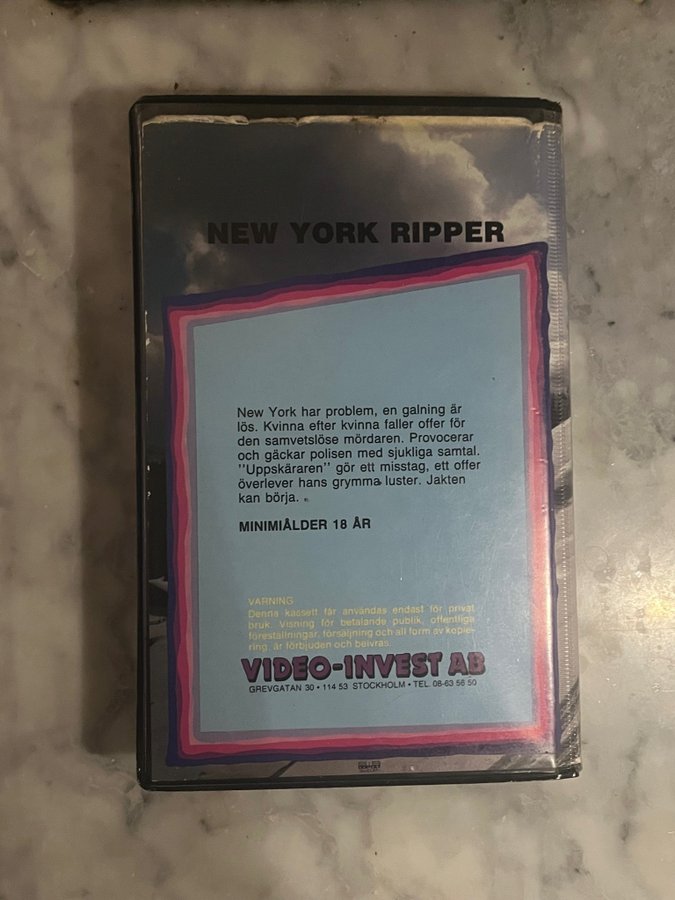 NEW YORK RIPPER
New York har problem, en galning är
lös. Kvinna efter kvinna faller offer för
den samvetslöse mördaren. Provocerar
och gäckar polisen med sjukliga samtal.
"Uppskäraren" gör ett misstag, ett offer
överlever hans grymma luster. Jakten
kan börja.
MINIMIÅLDER 18 ÅR
VARNING
Denna kassett får användas endast för privat
bruk. Visning för betalande publik, offentliga
föreställningar, försäljning och all form av kopie-
ring, är förbjuden och beivras.
VIDEO-INVEST AB
GREVGATAN 30 • 114 53 STOCKHOLM • TEL. 08-63 56 50